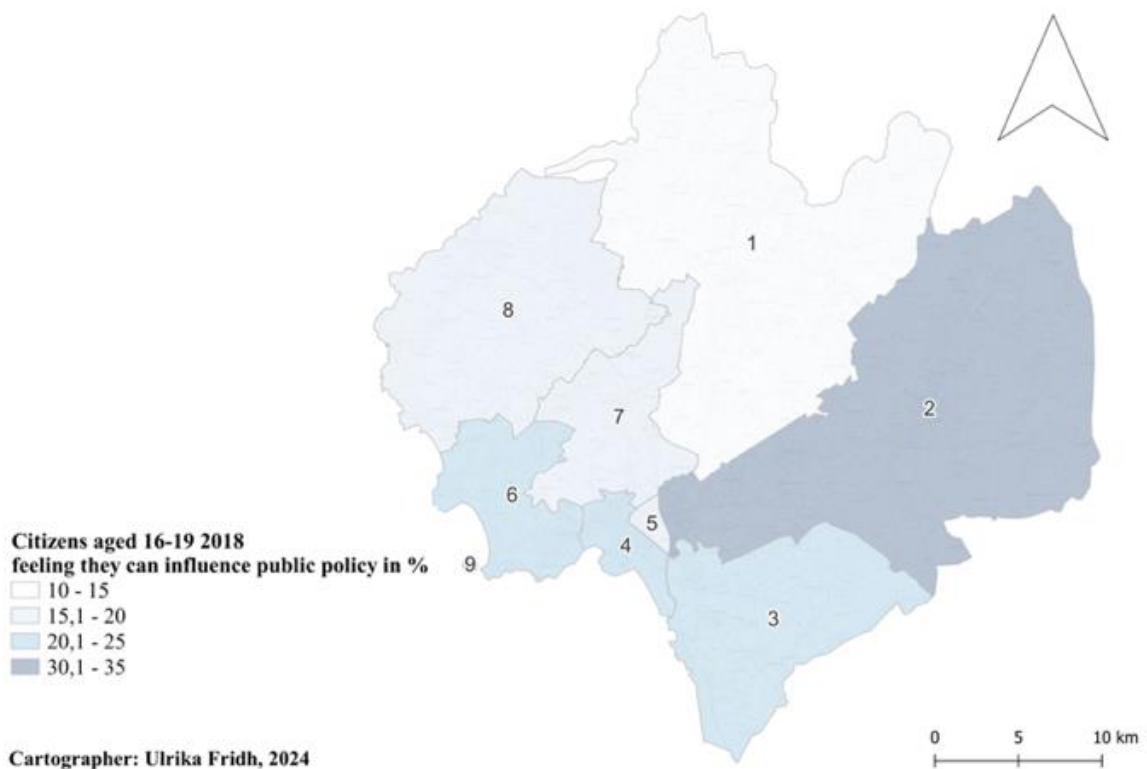 1
8
2
7
6
5
4
9
3
Citizens aged 16-19 2018
feeling they can influence public policy in %
10 - 15
15,1 - 20
20,1 - 25
30,1 - 35
Cartographer: Ulrika Fridh, 2024
0 5 10 km